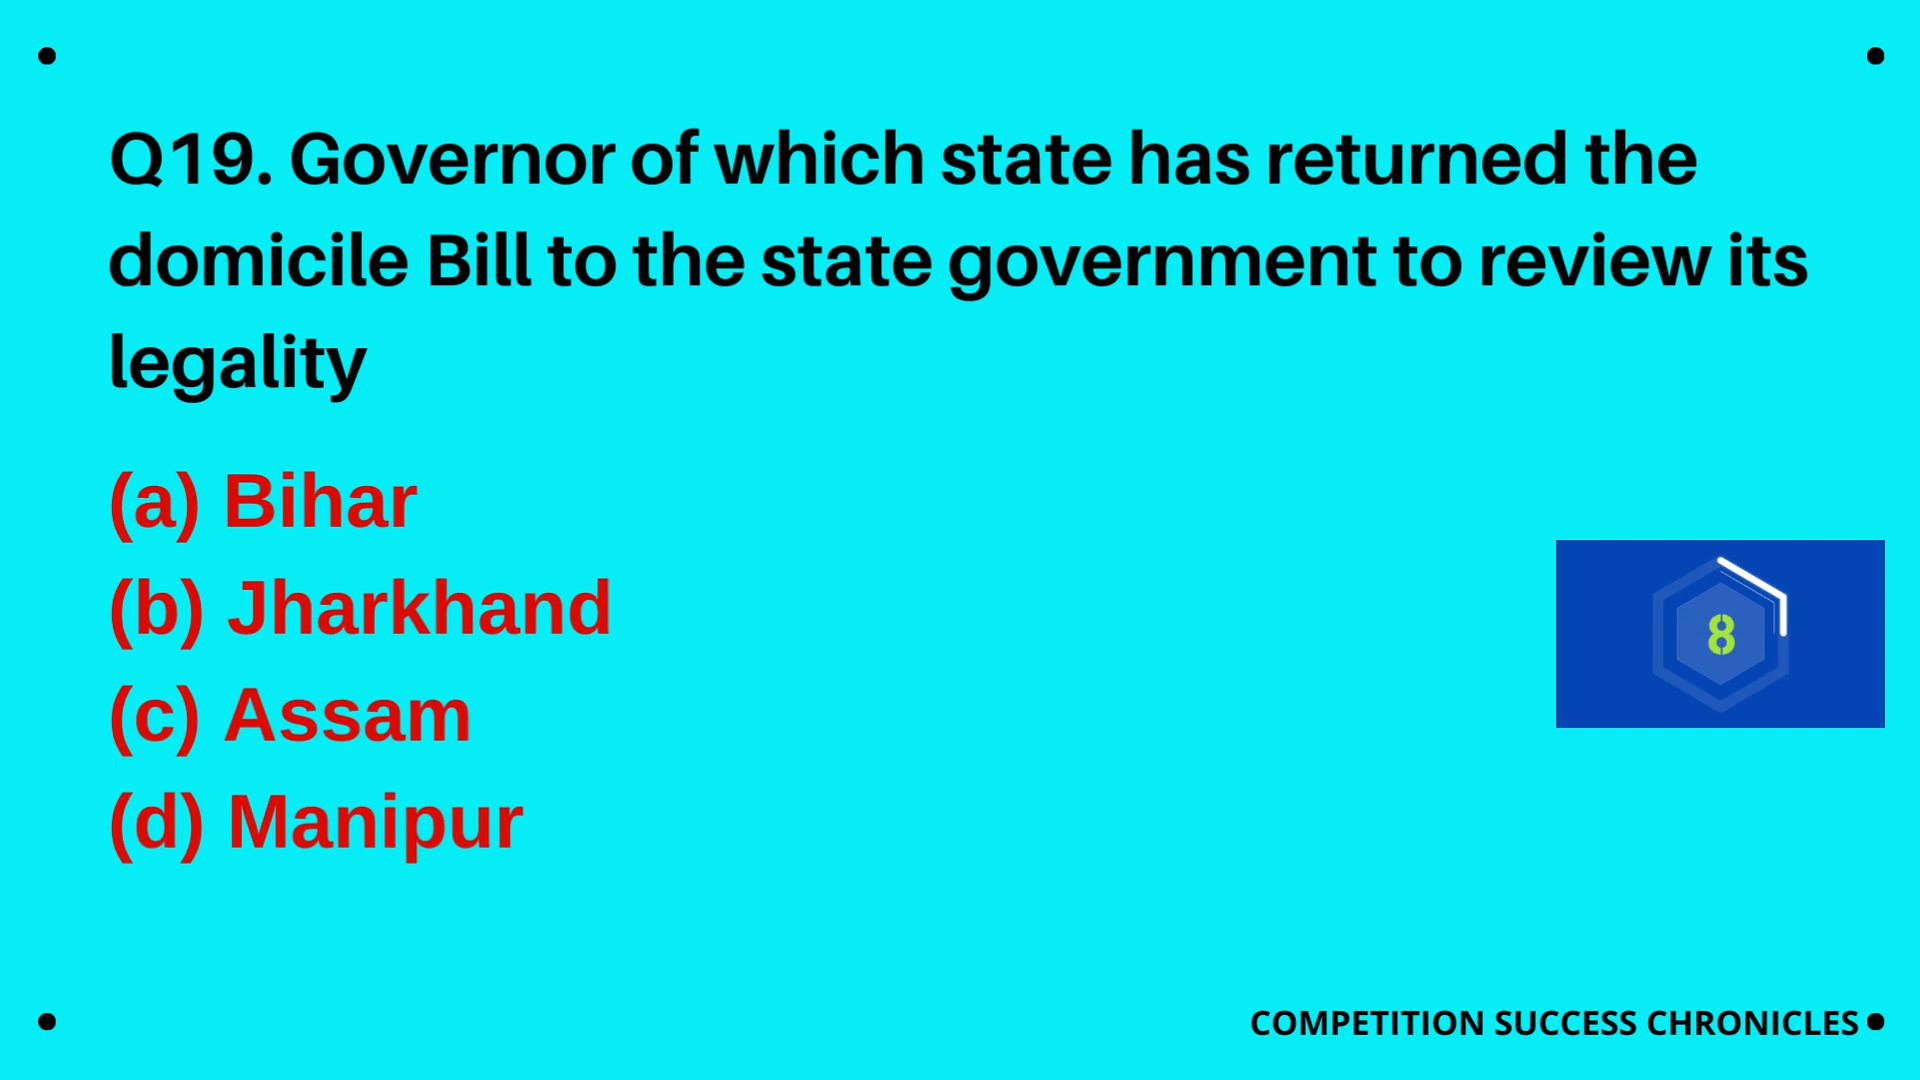 Q19. Governor of which state has returned the
domicile Bill to the state government to review its
legality
(a) Bihar
(b) Jharkhand
(c) Assam
(d) Manipur
8
COMPETITION SUCCESS CHRONICLES